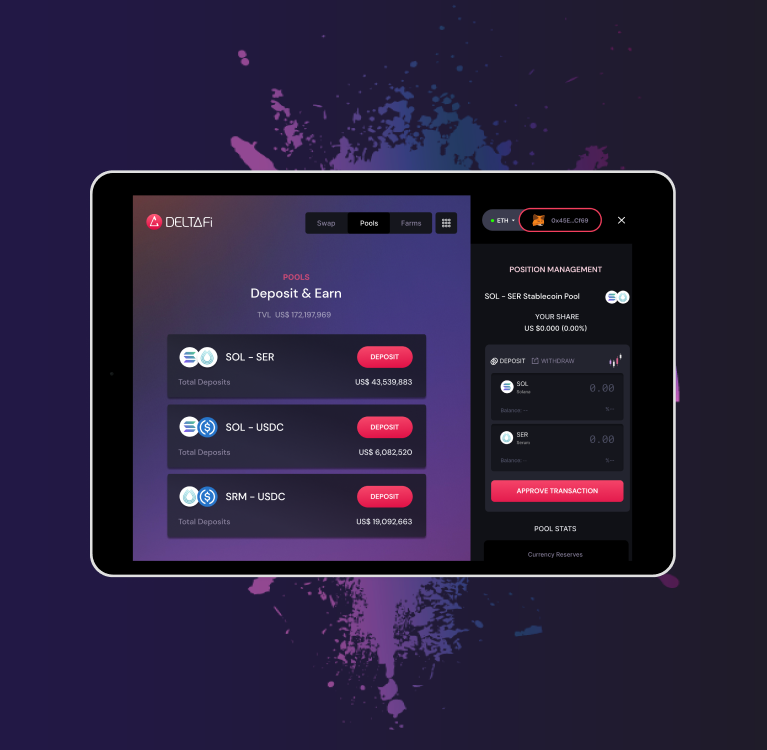 DELTAFi
Swap Pools Farms
POOLS
Deposit & Earn
TVL US$ 172,197,969
SOL - SER
DEPOSIT
Total Deposits
US$ 43,539,883
SOL - USDC
DEPOSIT
Total Deposits
US$ 6,082,520
SRM - USDC
DEPOSIT
Total Deposits
US$ 19,092,663
ETH
0x45E...Cf69
POSITION MANAGEMENT
SOL - SER Stablecoin Pool
YOUR SHARE
US $0.000 (0.00%)
DEPOSIT WITHDRAW
SOL
Solana
0.00
Balance: --
%--
SER
Serum
0.00
Balance: --
%--
APPROVE TRANSACTION
POOL STATS
Currency Reserves